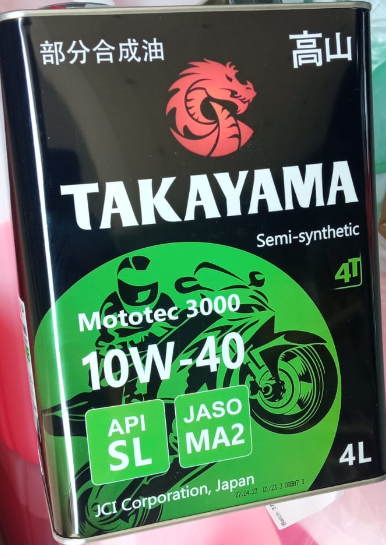 部分合成油
高山
TAKAYAMA
Semi-synthetic
4T
Mototec 3000
10W-40
API
SL
JASO
MA2
4L
JCI Corporation, Japan